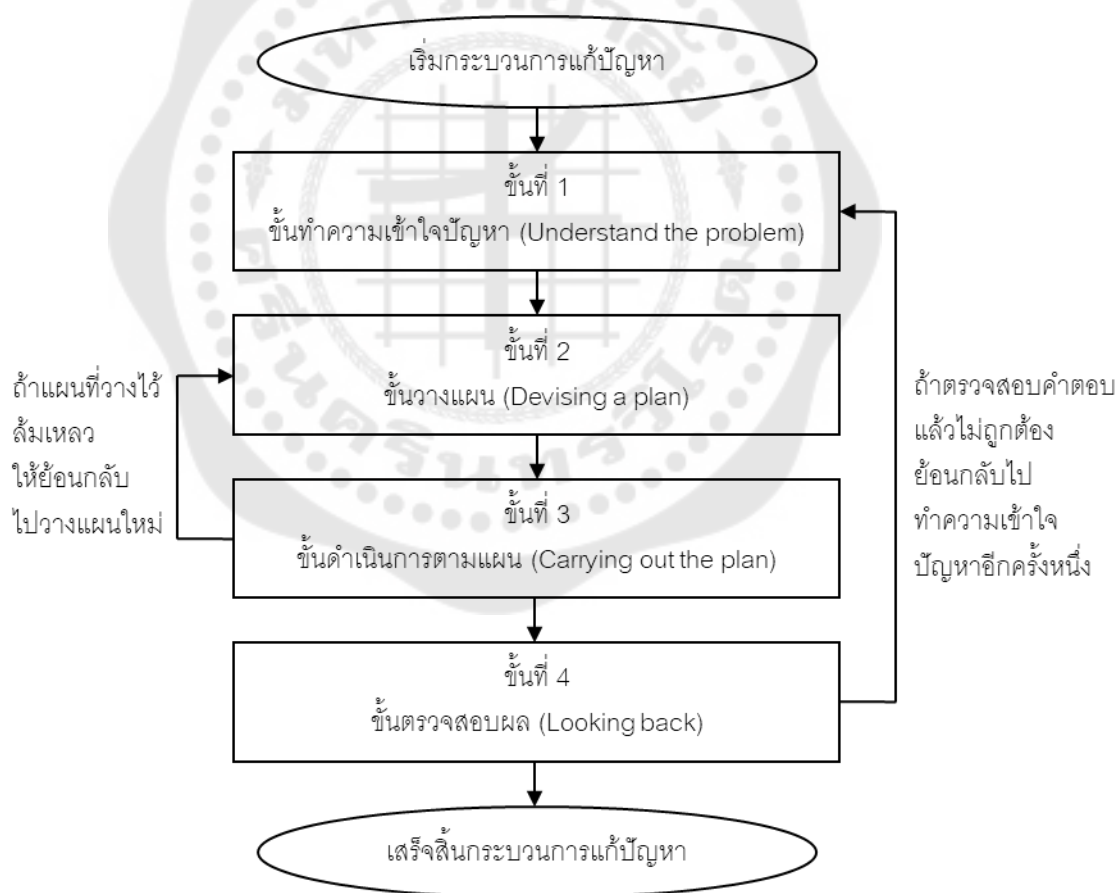 เริ่มกระบวนการแก้ปัญหา
ขั้นที่ 1
ขั้นทำความเข้าใจปัญหา (Understand the problem)
ขั้นที่ 2
ขั้นวางแผน (Devising a plan)
ถ้าแผนที่วางไว้
ล้มเหลว
ให้ย้อนกลับ
ไปวางแผนใหม่
ถ้าตรวจสอบคำตอบ
แล้วไม่ถูกต้อง
ย้อนกลับไป
ทำความเข้าใจ
ปัญหาอีกครั้งหนึ่ง
ขั้นที่ 3
ขั้นดำเนินการตามแผน (Carrying out the plan)
ขั้นที่ 4
ขั้นตรวจสอบผล (Looking back)
เสร็จสิ้นกระบวนการแก้ปัญหา